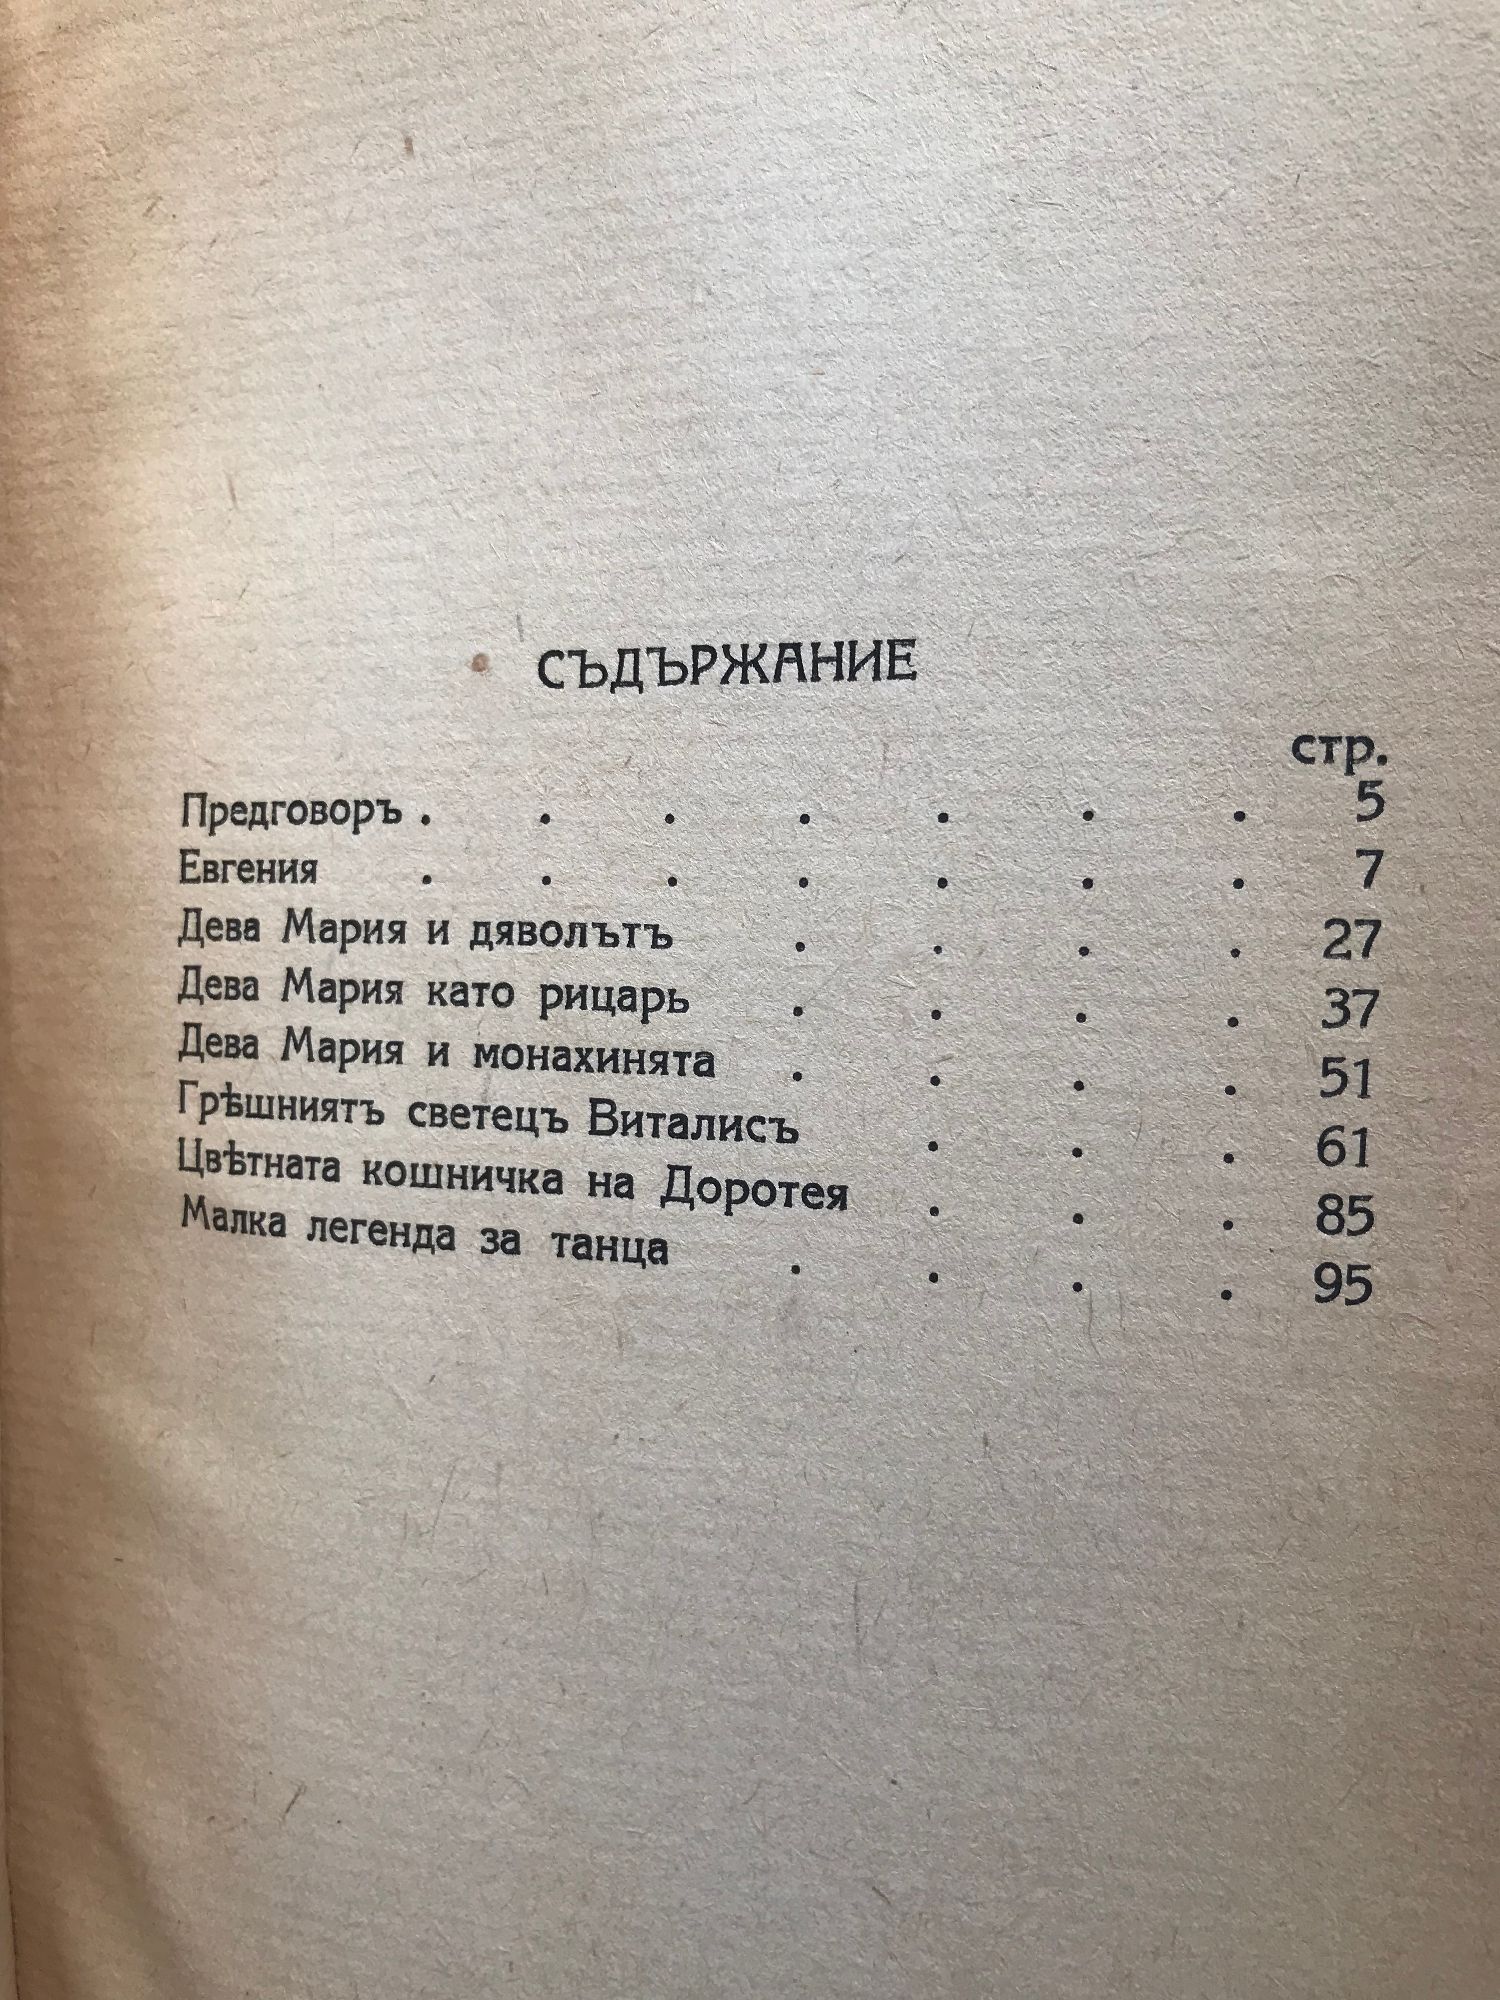 СЪДЪРЖАНИЕ
стр.
Предговоръ . . . . . . . 5
Евгения . . . . . . . 7
Дева Мария и дяволътъ . . . . 27
Дева Мария като рицарь . . . . 37
Дева Мария и монахинята . . . . 51
Грѣшниятъ светецъ Виталисъ . . . 61
Цвѣтната кошничка на Доротея . . . 85
Малка легенда за танца . . . . 95